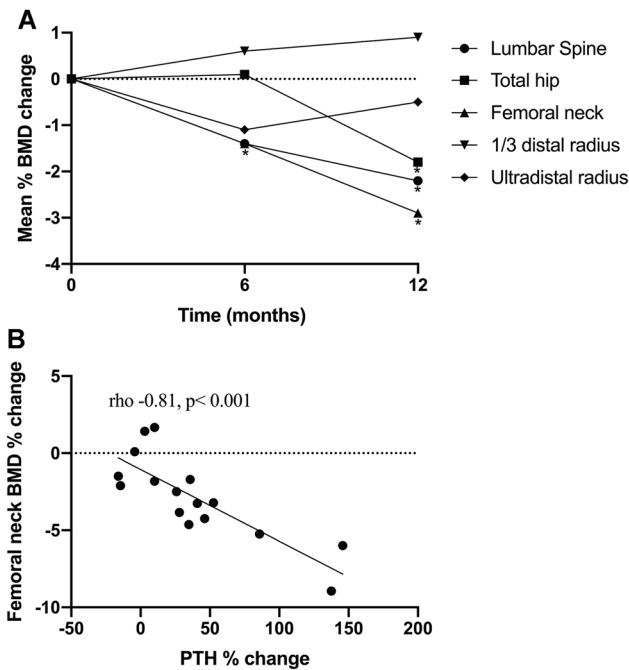 A
1
0
-1
-2
-3
-4
Mean % BMD change
*
*
*
*
0 6 12
Time (months)
Lumbar Spine
Total hip
Femoral neck
1/3 distal radius
Ultradistal radius
B
5
0
-5
-10
Femoral neck BMD % change
rho -0.81, p< 0.001
-50 0 50 100 150 200
PTH % change